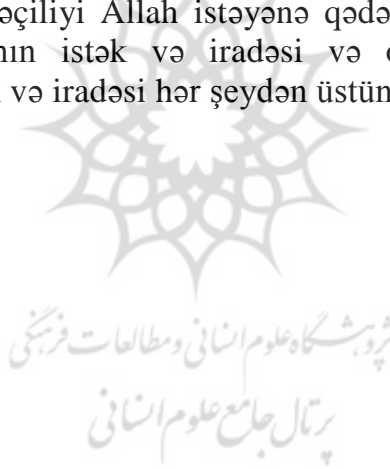 əçiliyi Allah istəyənə qədə
nın istək və iradəsi və
və iradəsi hər şeydən üstün
پژوهشگاه علوم انسانی و مطالعات فرهنگی
پرتال جامع علوم انسانی